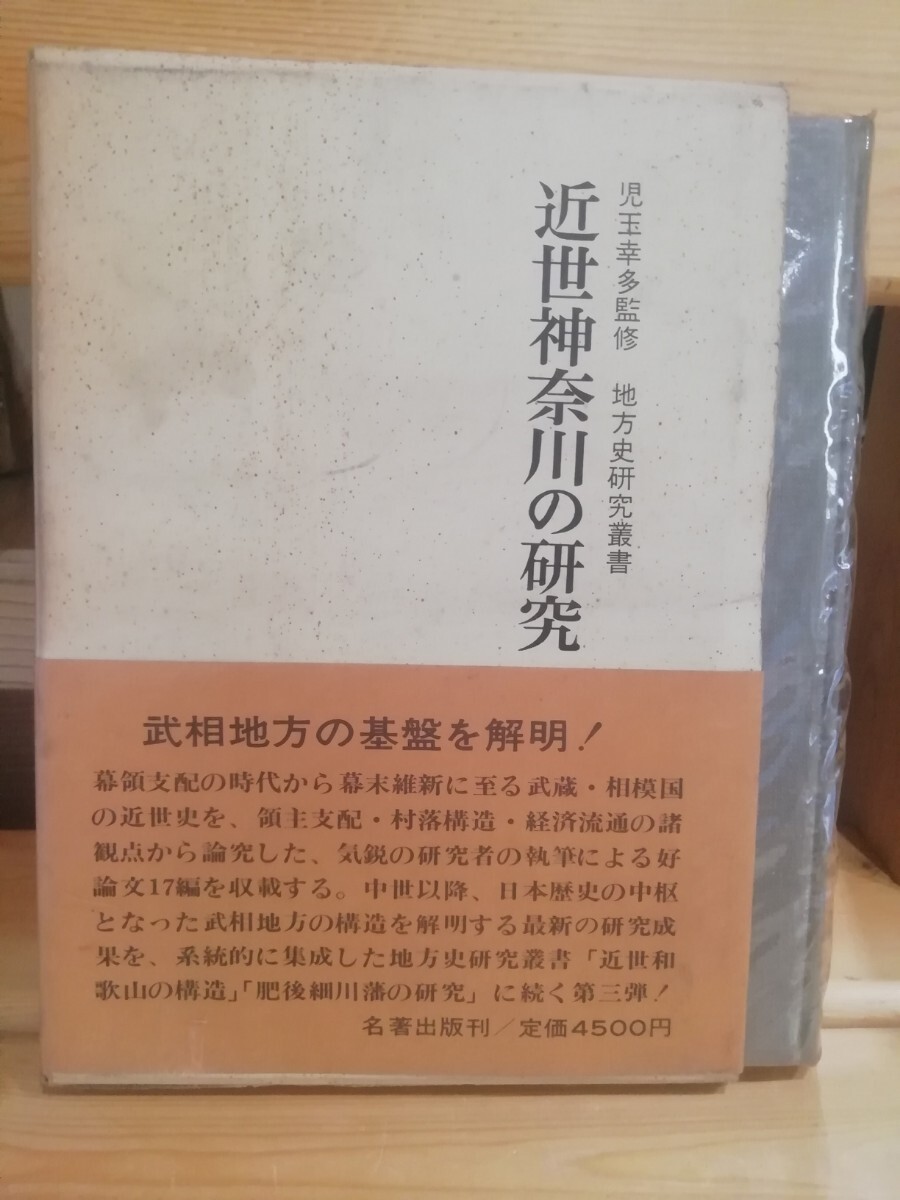 児玉幸多監修 地方史研究叢書
近世神奈川の研究
武相地方の基盤を解明!
幕領支配の時代から幕末維新に至る武蔵・相模国
の近世史を、領主支配・村落構造・経済流通の諸
観点から論究した、気鋭の研究者の執筆による好
論文17編を収載する。中世以降、日本歴史の中枢
となった武相地方の構造を解明する最新の研究成
果を、系統的に集成した地方史研究叢書「近世和
歌山の構造」「肥後細川藩の研究」に続く第三弾!
名著出版刊/定価4500円